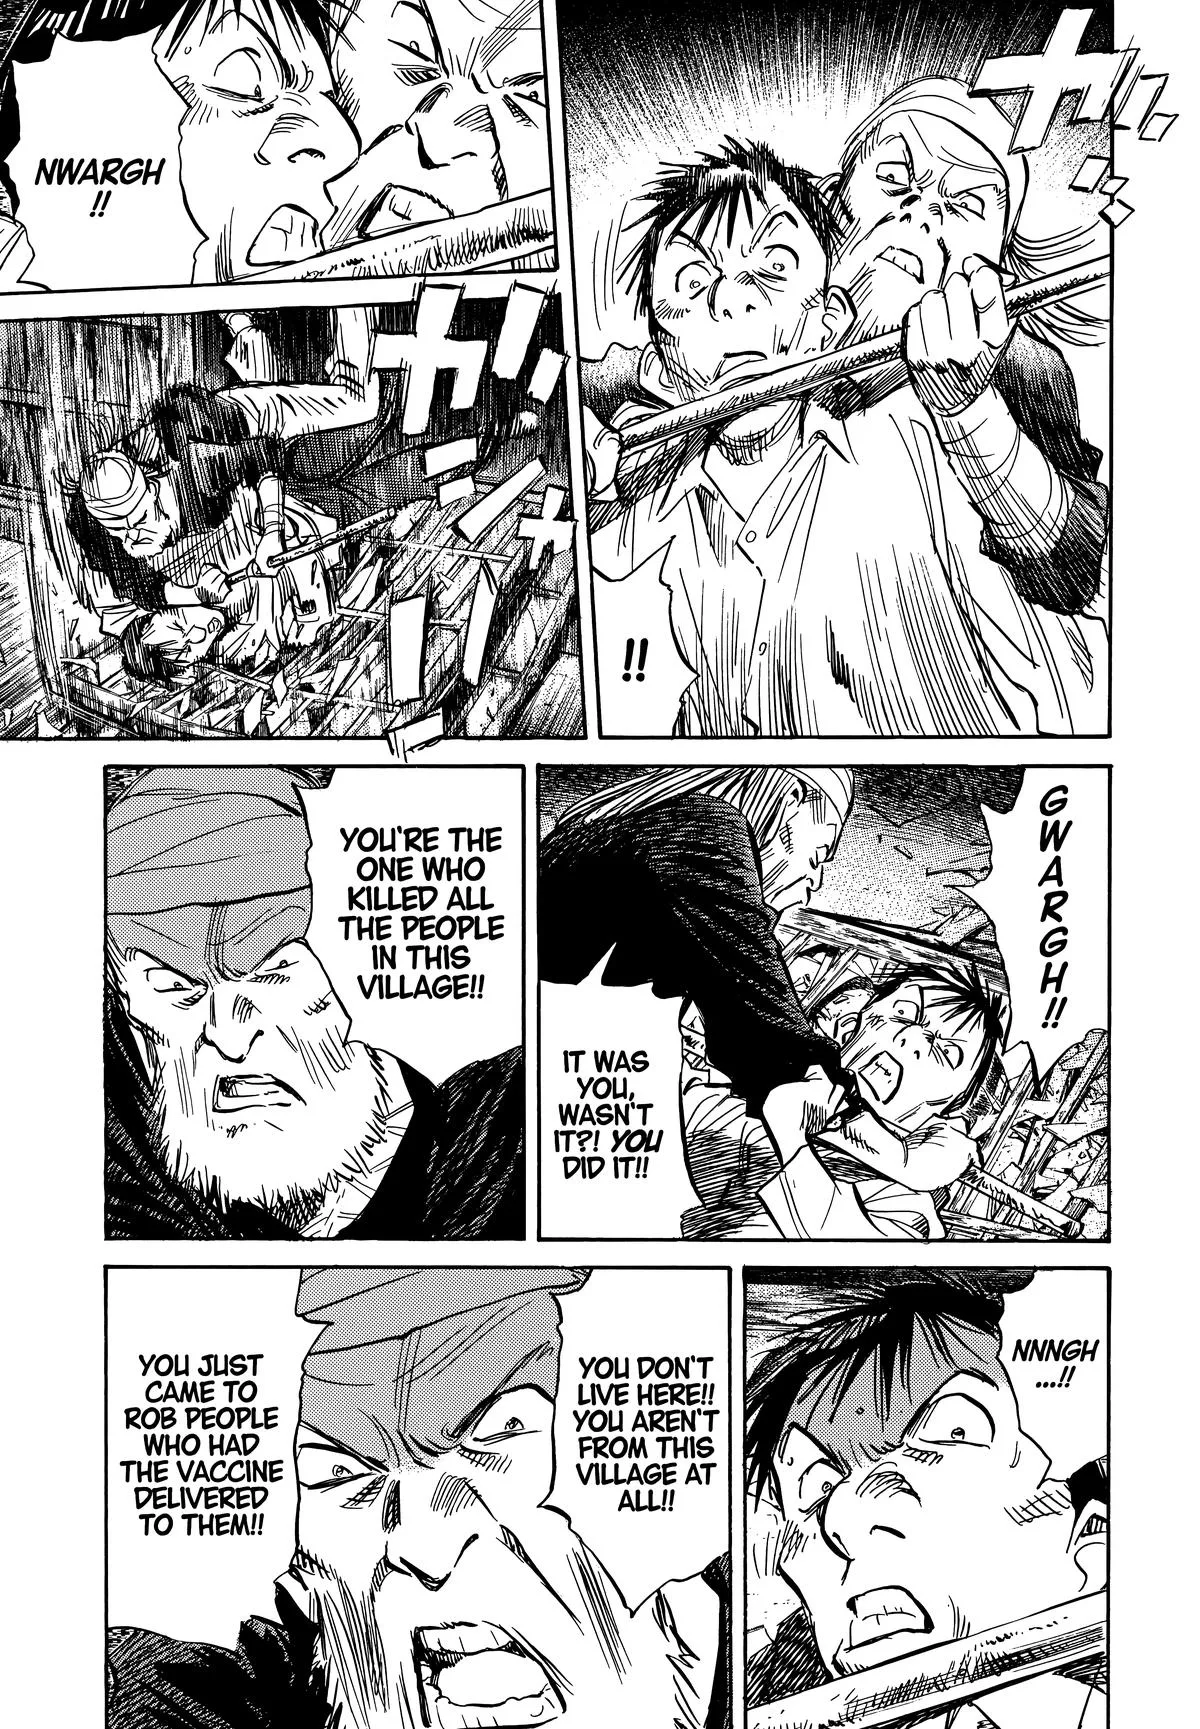 !!
NWARGH
!!
GWARGH!!
IT WAS
YOU,
WASN'T
IT?! YOU
DID IT!!
YOU'RE THE
ONE WHO
KILLED ALL
THE PEOPLE
IN THIS
VILLAGE!!
NNNGH
...!!
YOU DON'T
LIVE HERE!!
YOU AREN'T
FROM THIS
VILLAGE AT
ALL!!
YOU JUST
CAME TO
ROB PEOPLE
WHO HAD
THE VACCINE
DELIVERED
TO THEM!!